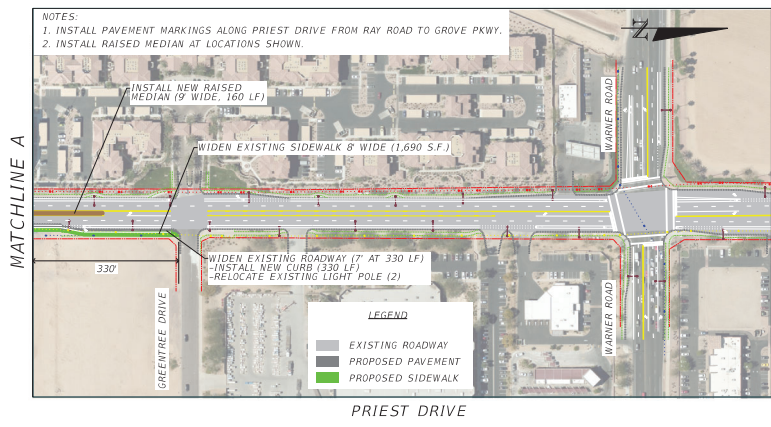 NOTES:
1. INSTALL PAVEMENT MARKINGS ALONG PRIEST DRIVE FROM RAY ROAD TO GROVE PKWY.
2. INSTALL RAISED MEDIAN AT LOCATIONS SHOWN.
N
INSTALL NEW RAISED
MEDIAN (9' WIDE, 160 LF)
WARNER ROAD
WIDEN EXISTING SIDEWALK 8' WIDE (1,690 S.F.)
MATCHLINE A
WIDEN EXISTING ROADWAY (7' AT 330 LF)
-INSTALL NEW CURB (330 LF)
-RELOCATE EXISTING LIGHT POLE (2)
330'
GREENTREE DRIVE
WARNER ROAD
LEGEND
EXISTING ROADWAY
PROPOSED PAVEMENT
PROPOSED SIDEWALK
PRIEST DRIVE